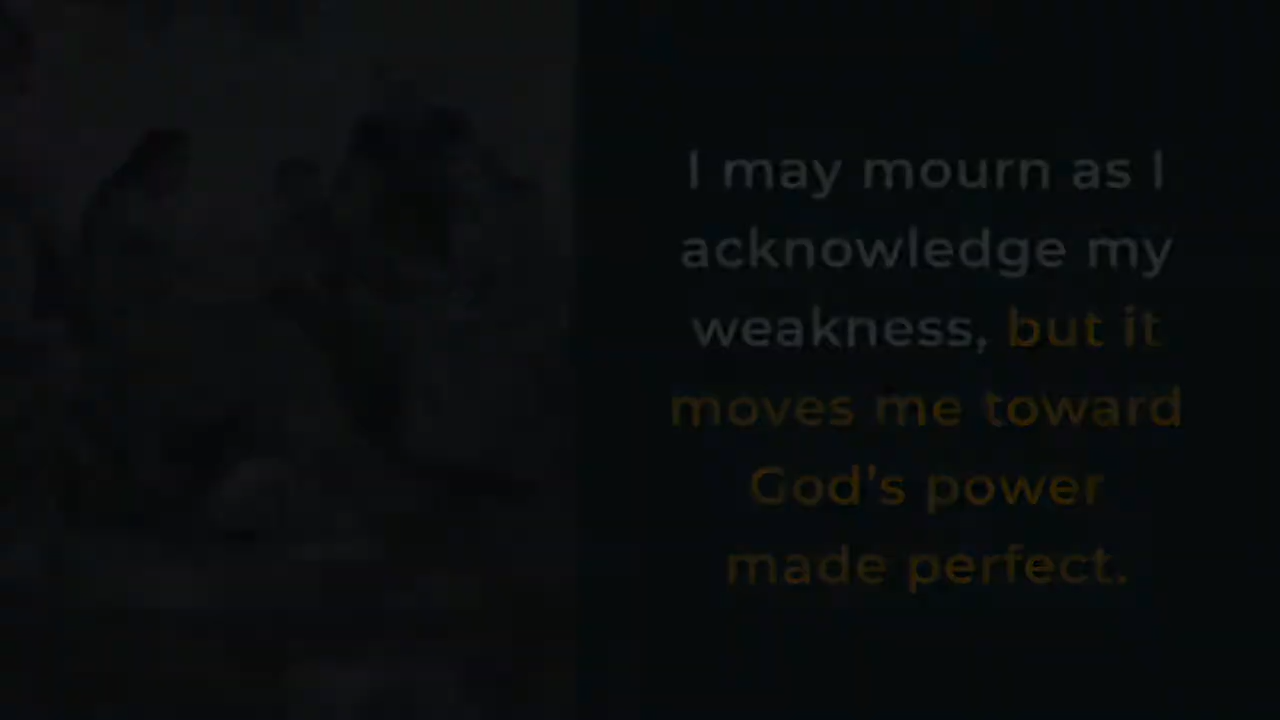 I may mourn as I
acknowledge my
weakness, but it
moves me toward
God’s power
made perfect.